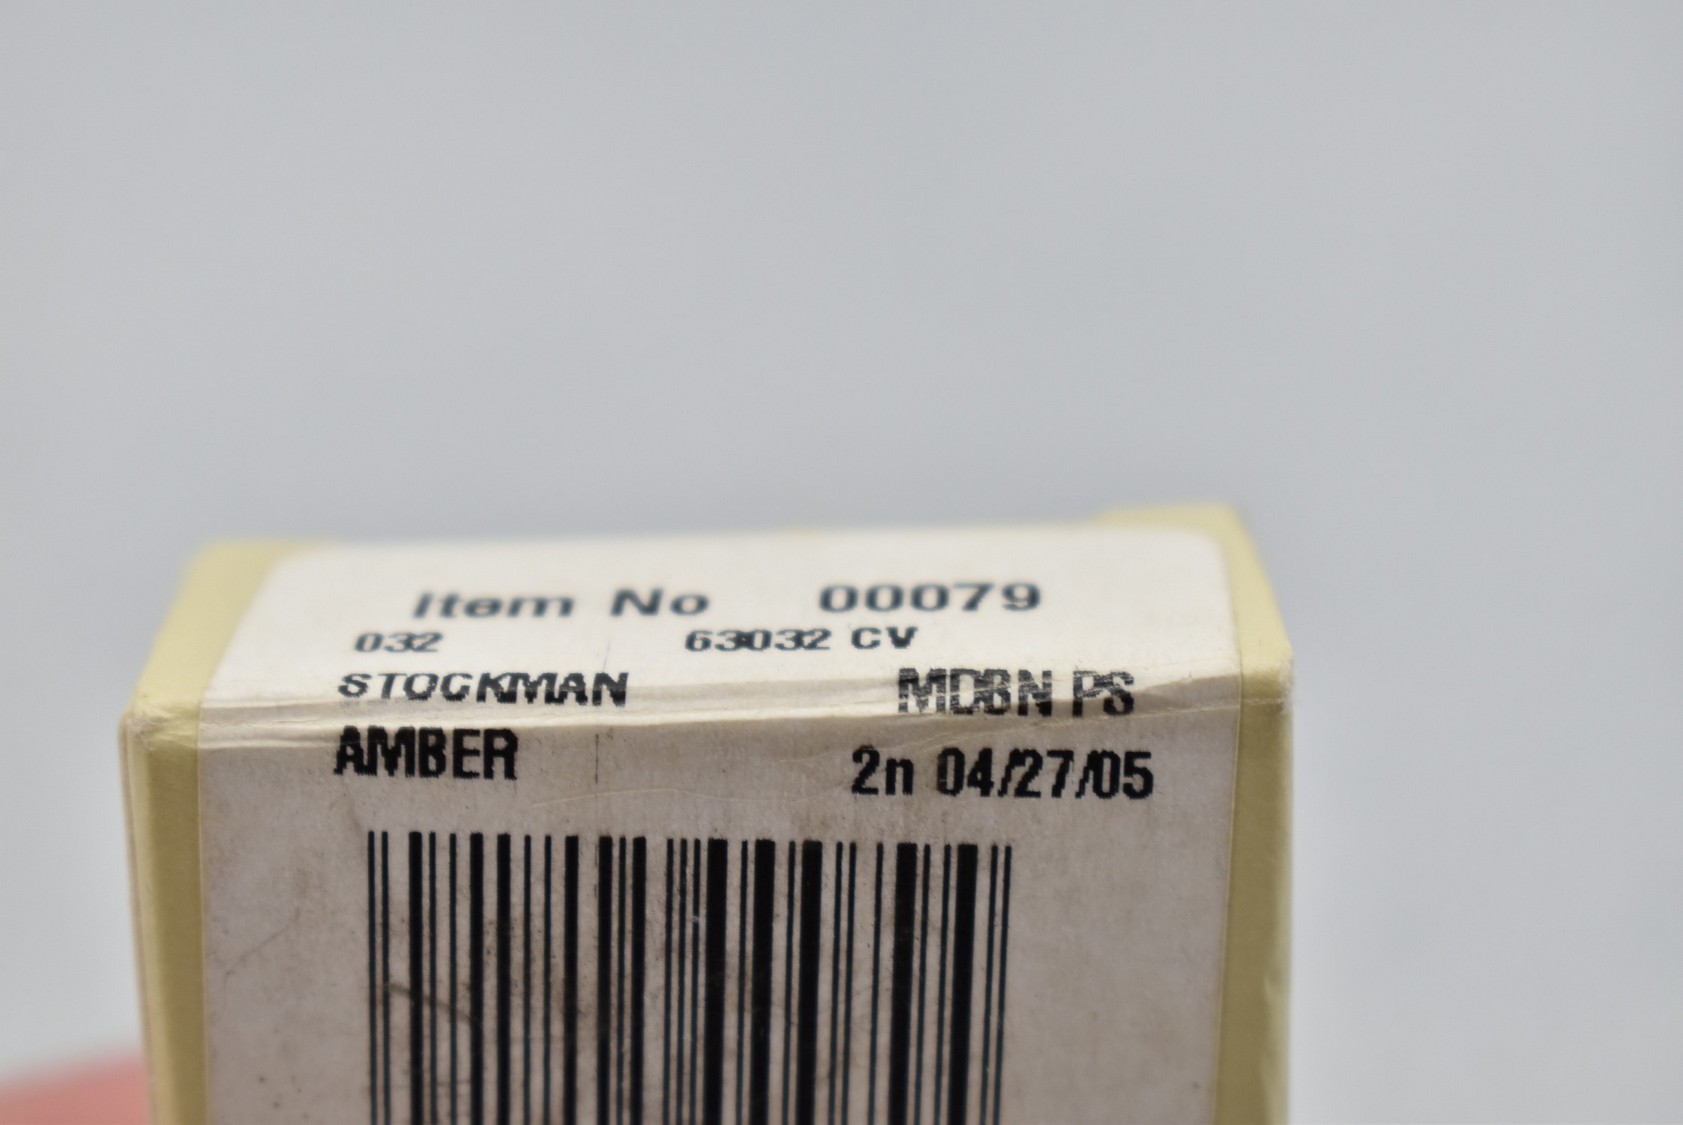 Item No 00079
032 63032 CV
STOCKMAN MDBN PS
AMBER 2n 04/27/05